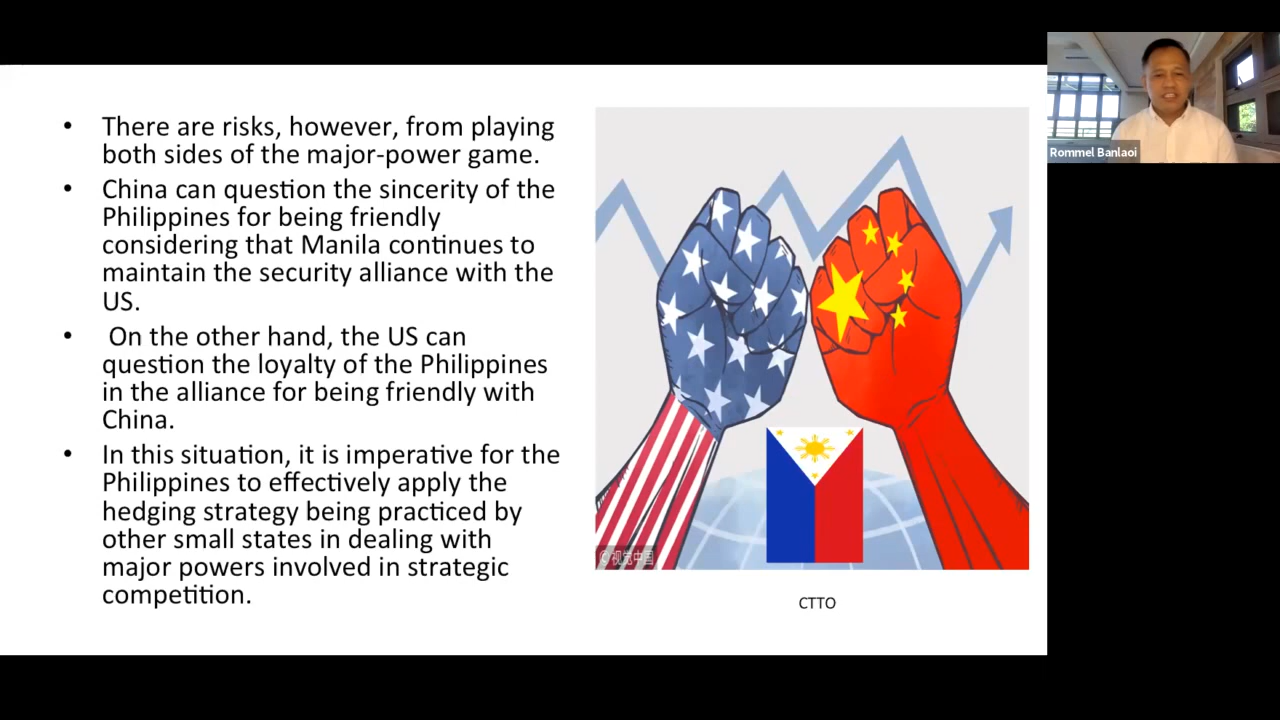 • There are risks, however, from playing
both sides of the major-power game.
• China can question the sincerity of the
Philippines for being friendly
considering that Manila continues to
maintain the security alliance with the
US.
• On the other hand, the US can
question the loyalty of the Philippines
in the alliance for being friendly with
China.
• In this situation, it is imperative for the
Philippines to effectively apply the
hedging strategy being practiced by
other small states in dealing with
major powers involved in strategic
competition.
©视觉中国
CTTO
Rommel Banlaoi